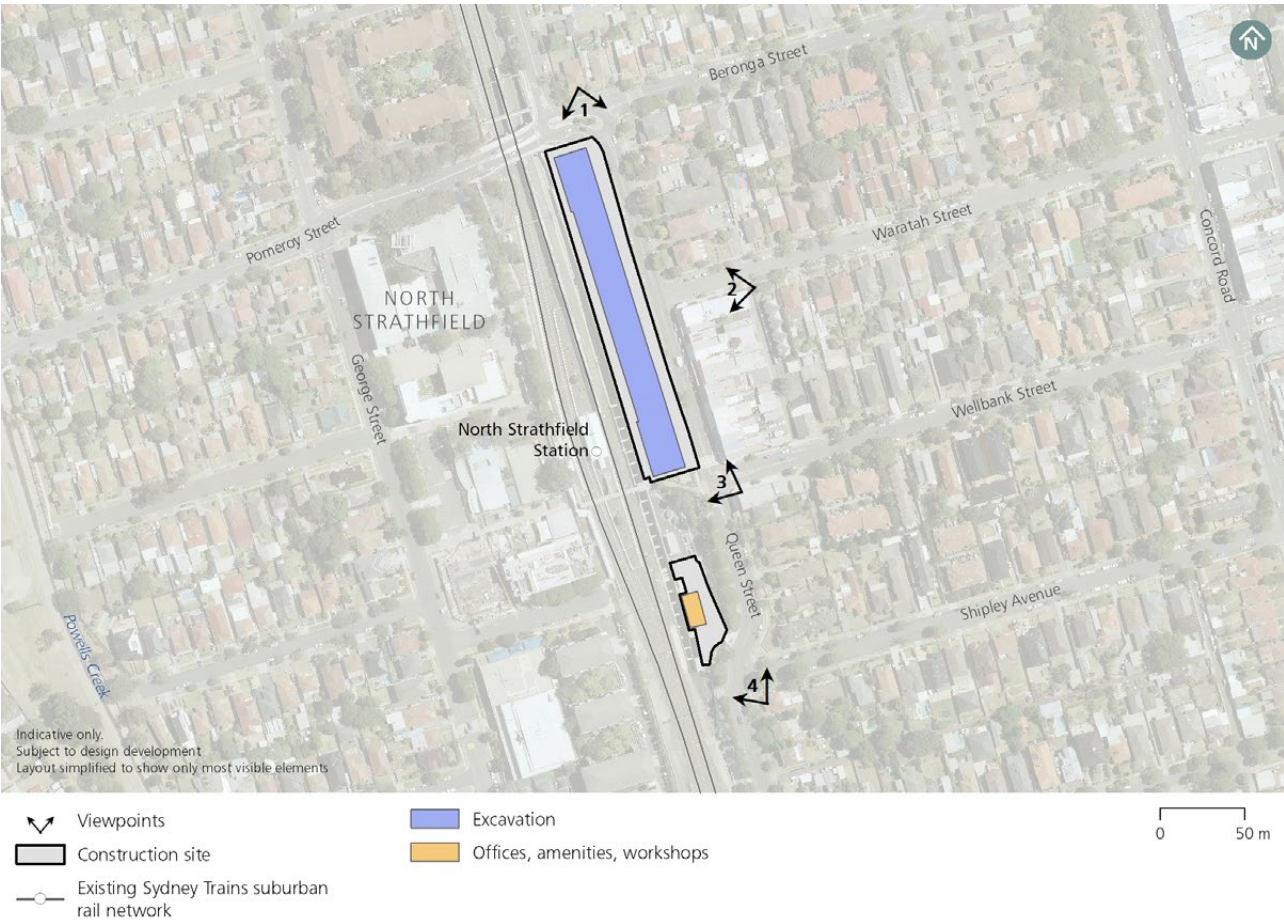 N
Beronga Street
1
Pomeroy Street
Waratah Street
2
NORTH
STRATHFIELD
Concord Road
George Street
Wellbank Street
North Strathfield
Station
3
Queen Street
Shipley Avenue
Powells Creek
4
Indicative only.
Subject to design development
Layout simplified to show only most visible elements
Viewpoints
Construction site
Existing Sydney Trains suburban
rail network
Excavation
Offices, amenities, workshops
0 50 m